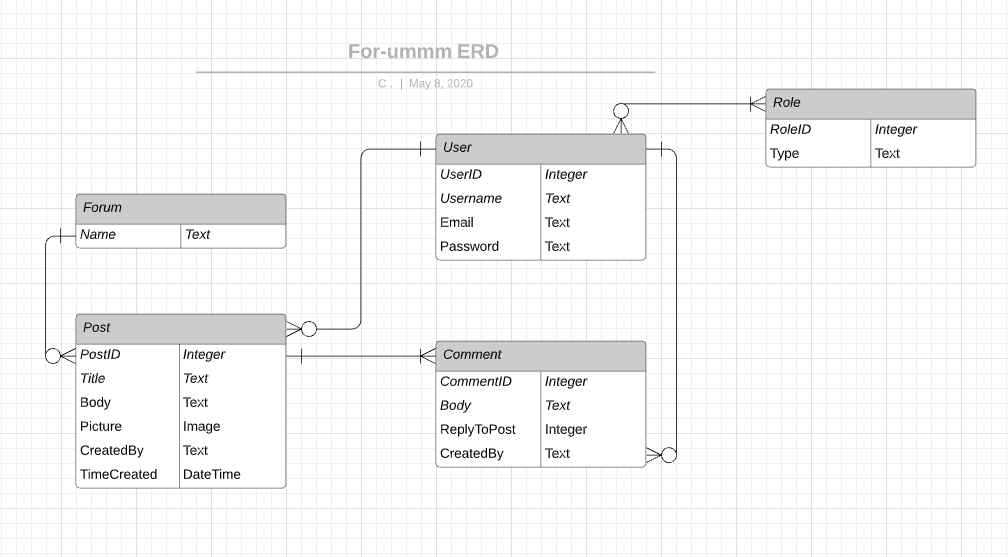 For-ummm ERD
C . | May 8, 2020
Role
RoleID Integer
Type Text
User
UserID Integer
Username Text
Email Text
Password Text
Forum
Name Text
Post
PostID Integer
Title Text
Body Text
Picture Image
CreatedBy Text
TimeCreated DateTime
Comment
CommentID Integer
Body Text
ReplyToPost Integer
CreatedBy Text